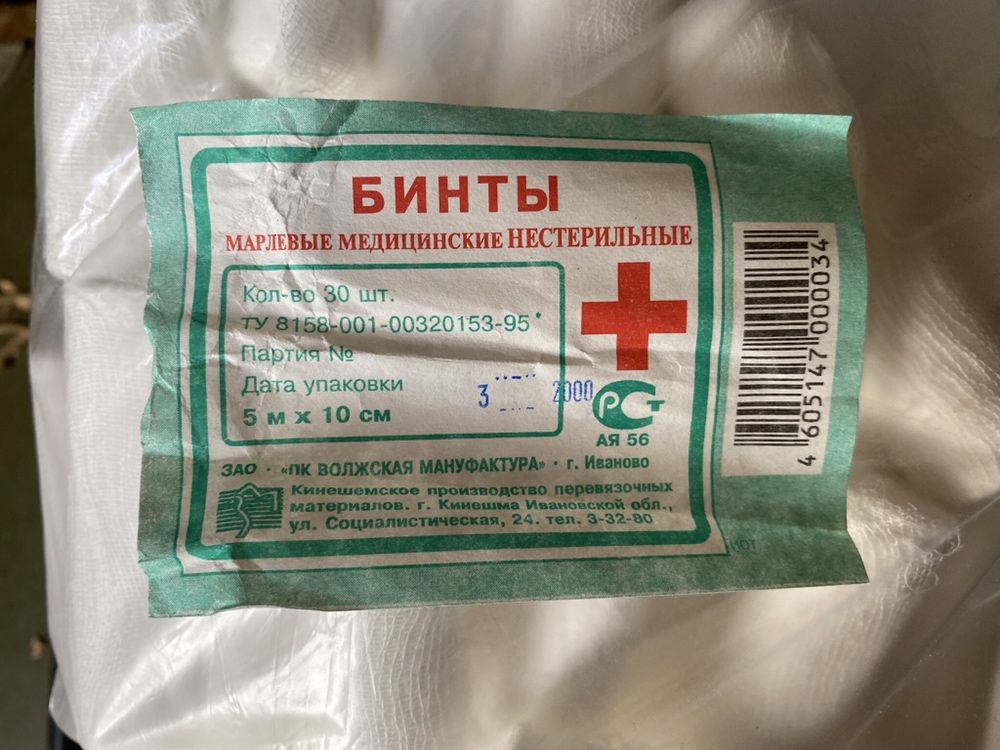 БИНТЫ
МАРЛЕВЫЕ МЕДИЦИНСКИЕ НЕСТЕРИЛЬНЫЕ
Кол-во 30 шт.
ТУ 8158-001-00320153-95*
Партия №
Дата упаковки
3 2000
5 м х 10 см
РСТ
АЯ 56
ЗАО · «ПК ВОЛЖСКАЯ МАНУФАКТУРА» · г. Иваново
Кинешемское производство перевязочных
материалов. г. Кинешма Ивановской обл.,
ул. Социалистическая, 24. тел. 3-32-80
4 605147 000034